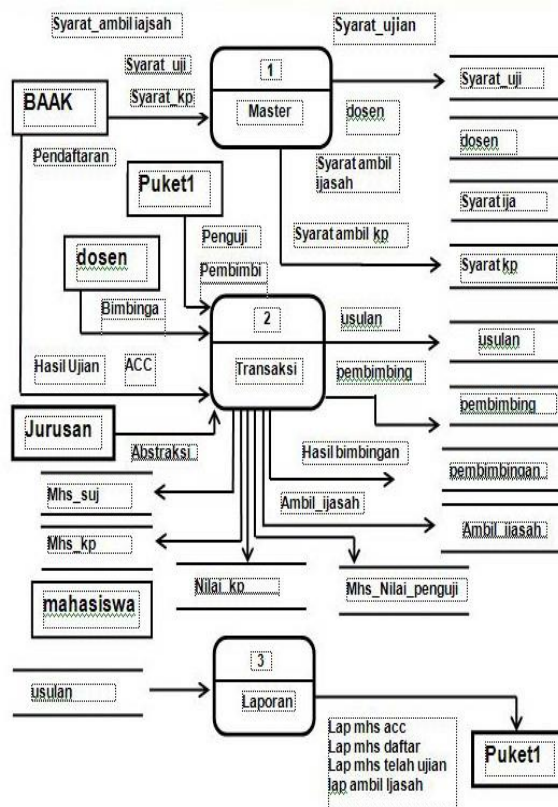 Syarat_ambil iajsah
Syarat_ujian
Syarat_uji
Syarat_kp
BAAK
1
Master
Syarat_uji
dosen
dosen
Pendaftaran
Syarat ambil
ijasah
Syarat ija
Puket1
Penguji
Syarat ambil kp
Syarat kp
dosen
Pembimbi
Bimbinga
2
Transaksi
usulan
usulan
Hasil Ujian
ACC
pembimbing
pembimbing
Jurusan
Abstraksi
Hasil bimbingan
pembimbingan
Mhs_suj
Ambil_ijasah
Ambil_ijasah
Mhs_kp
Nilai_kp
Mhs_Nilai_penguji
mahasiswa
3
Laporan
usulan
Lap mhs acc
Lap mhs daftar
Lap mhs telah ujian
lap ambil Ijasah
Puket1